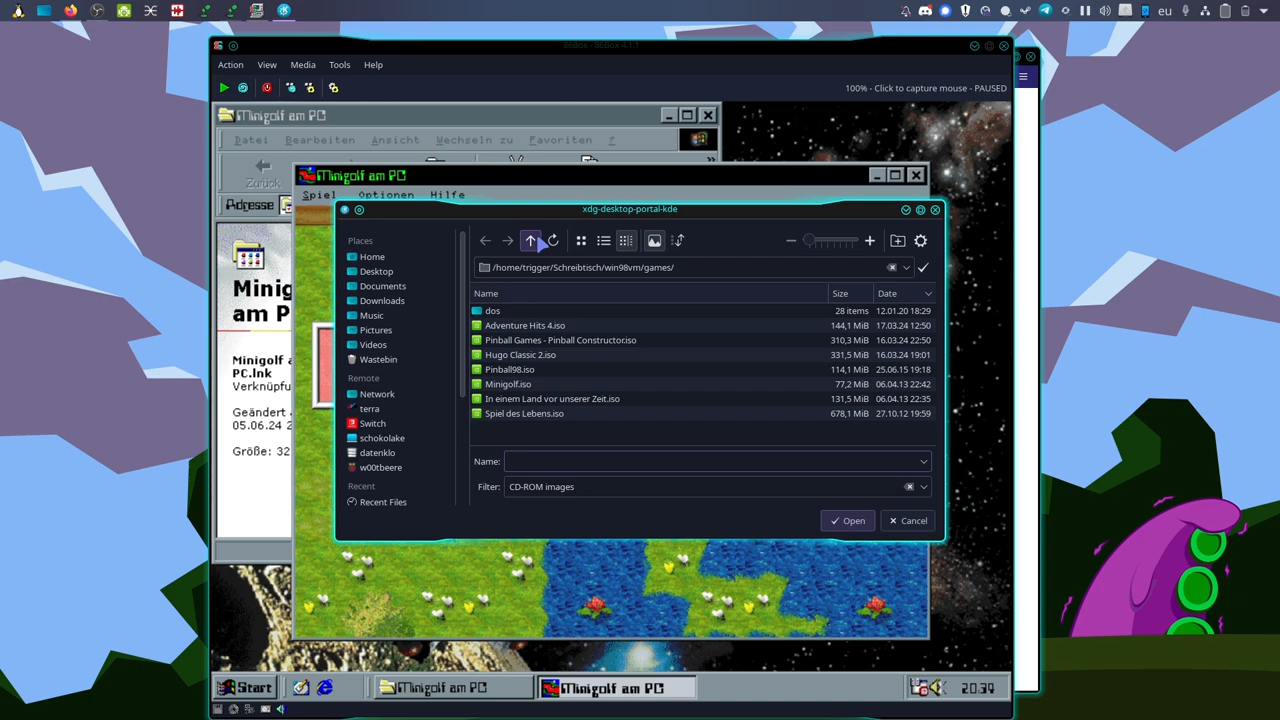 eu
86Box - 86Box 4.1.1
Action View Media Tools Help
100% - Click to capture mouse - PAUSED
Minigolf am PC
Datei Bearbeiten Ansicht Wechseln zu Favoriten ?
Zurück
»
Adresse
Minigolf am PC
Spiel Optionen Hilfe
Minig
am P
Minigolf a
PC.lnk
Verknüpfu
Geändert
05.06.24 2
Größe: 32
xdg-desktop-portal-kde
Places
Home
Desktop
Documents
Downloads
Music
Pictures
Videos
Wastebin
Remote
Network
terra
Switch
schokolake
datenklo
w00tbeere
Recent
Recent Files
/home/trigger/Schreibtisch/win98vm/games/
Name Size Date
dos 28 items 12.01.20 18:29
Adventure Hits 4.iso 144,1 MiB 17.03.24 12:50
Pinball Games - Pinball Constructor.iso 310,3 MiB 16.03.24 22:50
Hugo Classic 2.iso 331,5 MiB 16.03.24 19:01
Pinball98.iso 114,1 MiB 25.06.15 19:18
Minigolf.iso 77,2 MiB 06.04.13 22:42
In einem Land vor unserer Zeit.iso 131,5 MiB 06.04.13 22:35
Spiel des Lebens.iso 678,1 MiB 27.10.12 19:59
Name:
Filter: CD-ROM images
Open Cancel
Start Minigolf am PC Minigolf am PC 20:39